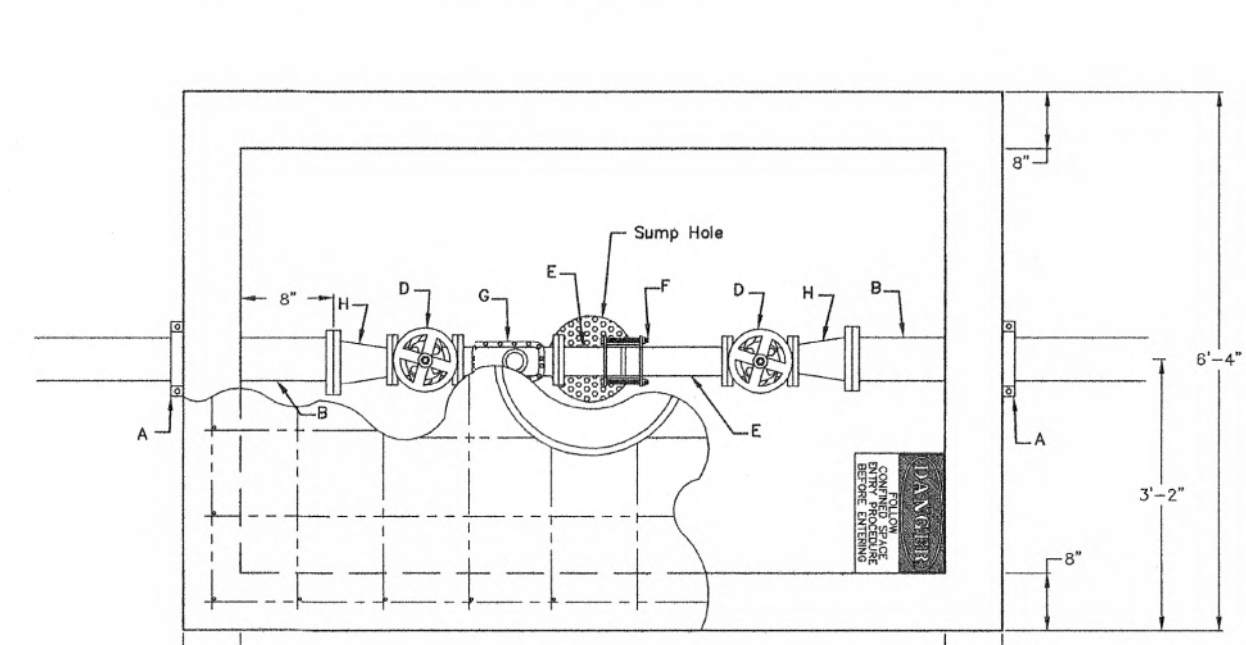 8"
6'-4"
Sump Hole
E
F
D
G
H
8"
D
H
B
B
A
E
A
3'-2"
DANGER
FOLLOW
CONFINED SPACE
ENTRY PROCEDURE
BEFORE ENTERING
8"